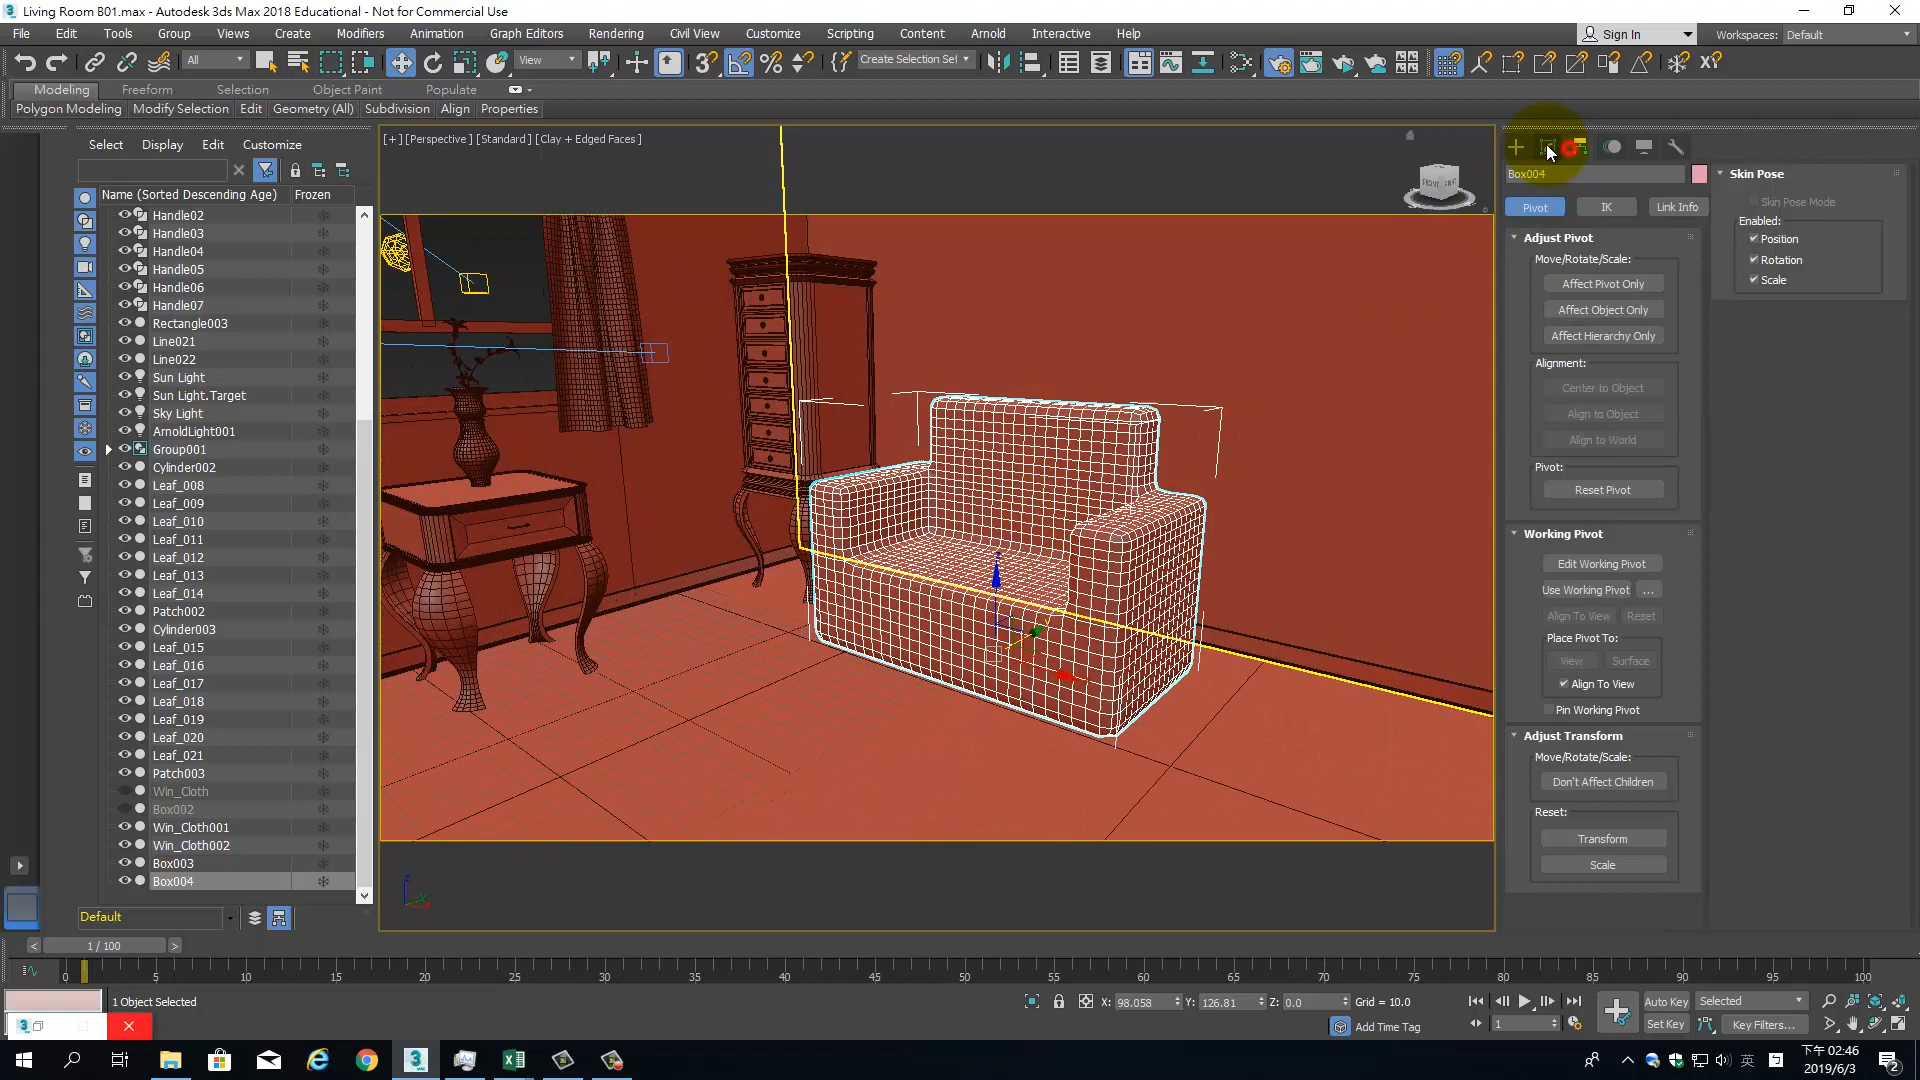 Living Room B01.max - Autodesk 3ds Max 2018 Educational - Not for Commercial Use
File Edit Tools Group Views Create Modifiers Animation Graph Editors Rendering Civil View Customize Scripting Content Arnold Interactive Help
Sign In
Workspaces: Default
All
View
Create Selection Set
Modeling Freeform Selection Object Paint Populate
Polygon Modeling Modify Selection Edit Geometry (All) Subdivision Align Properties
Select Display Edit Customize
Name (Sorted Descending Age) Frozen
Handle02
Handle03
Handle04
Handle05
Handle06
Handle07
Rectangle003
Line021
Line022
Sun Light
Sun Light.Target
Sky Light
ArnoldLight001
Group001
Cylinder002
Leaf_008
Leaf_009
Leaf_010
Leaf_011
Leaf_012
Leaf_013
Leaf_014
Patch002
Cylinder003
Leaf_015
Leaf_016
Leaf_017
Leaf_018
Leaf_019
Leaf_020
Leaf_021
Patch003
Win_Cloth
Box002
Win_Cloth001
Win_Cloth002
Box003
Box004
Default
[+] [Perspective] [Standard] [Clay + Edged Faces]
FRONT
Box004
Pivot IK Link Info
Adjust Pivot
Move/Rotate/Scale:
Affect Pivot Only
Affect Object Only
Affect Hierarchy Only
Alignment:
Center to Object
Align to Object
Align to World
Pivot:
Reset Pivot
Working Pivot
Edit Working Pivot
Use Working Pivot ...
Align To View Reset
Place Pivot To:
View Surface
Align To View
Pin Working Pivot
Adjust Transform
Move/Rotate/Scale:
Don't Affect Children
Reset:
Transform
Scale
Skin Pose
Skin Pose Mode
Enabled:
Position
Rotation
Scale
< 1 / 100 >
0 5 10 15 20 25 30 35 40 45 50 55 60 65 70 75 80 85 90 95 100
1 Object Selected
X: 98.058 Y: 126.81 Z: 0.0 Grid = 10.0
Add Time Tag
1
Auto Key Selected
Set Key Key Filters...
英
下午 02:46
2019/6/3
2